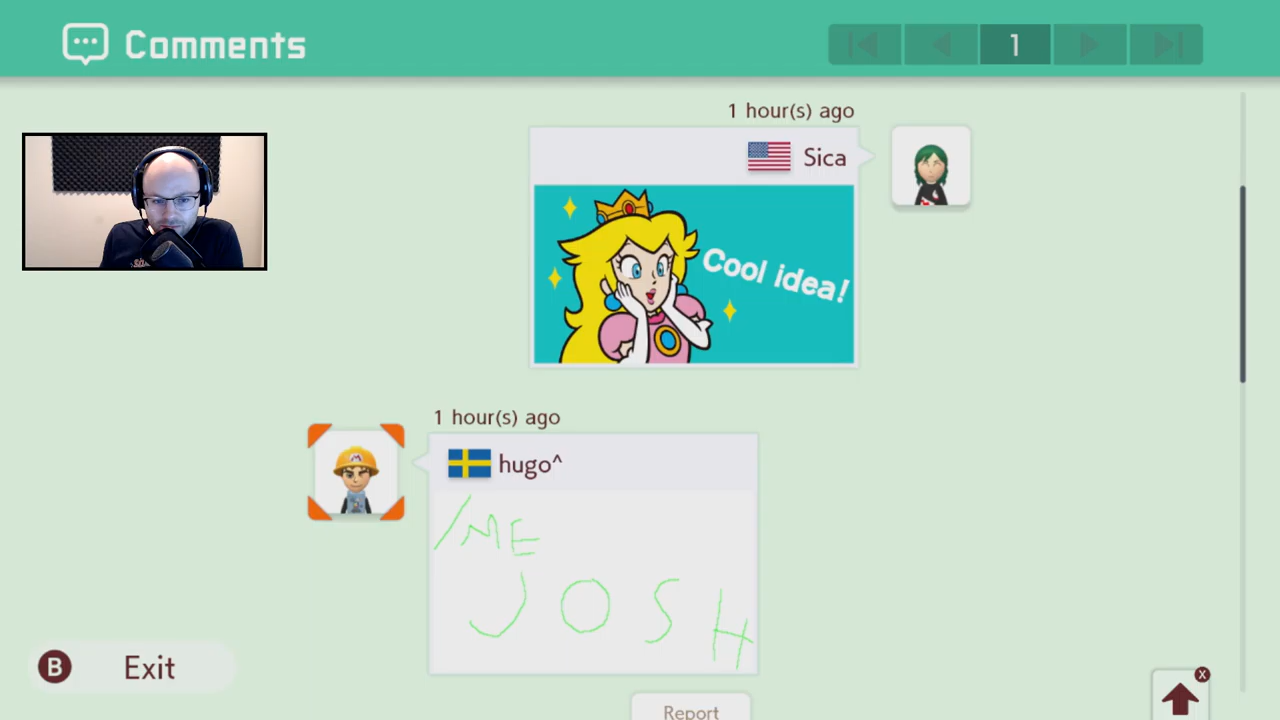 Comments
1
1 hour(s) ago
Sica
Cool idea!
1 hour(s) ago
hugo^
/ME
JOSH
B Exit
X
Report